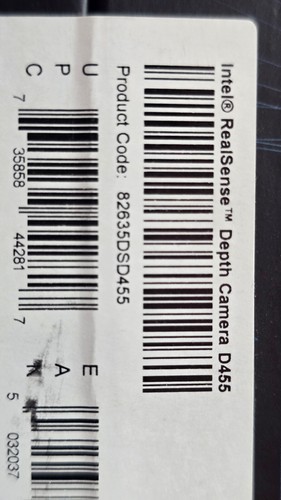 Intel® RealSense™ Depth Camera D455
Product Code: 82635DSD455
UPC
7 35858 44281 7
EAN
5 032037